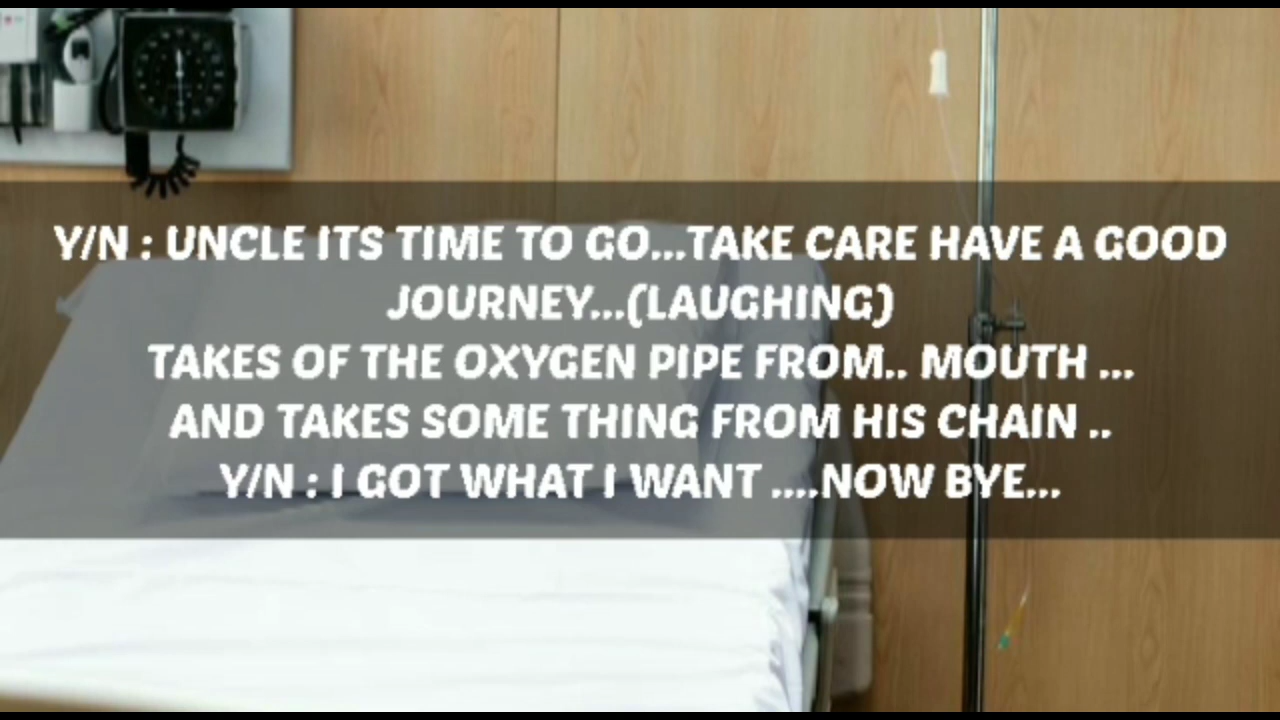 Y/N : UNCLE ITS TIME TO GO...TAKE CARE HAVE A GOOD
JOURNEY...(LAUGHING)
TAKES OF THE OXYGEN PIPE FROM.. MOUTH ...
AND TAKES SOME THING FROM HIS CHAIN ..
Y/N : I GOT WHAT I WANT ....NOW BYE...